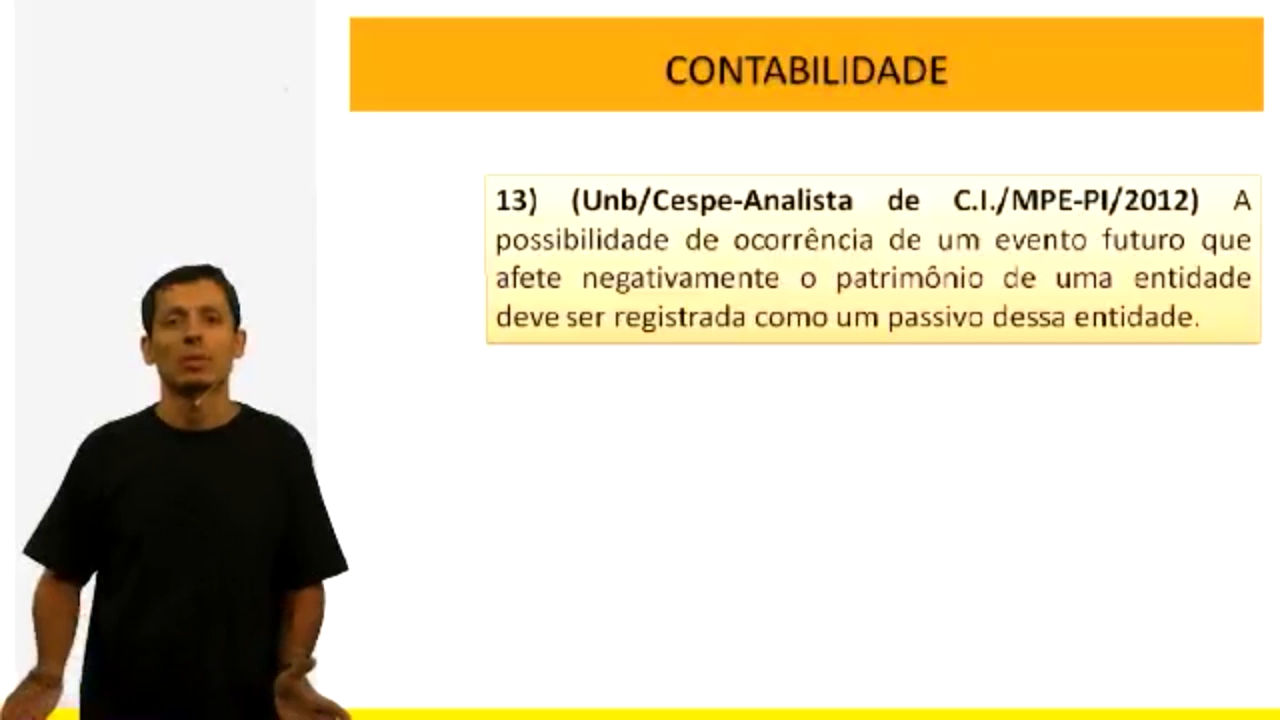 CONTABILIDADE
13) (Unb/Cespe-Analista de C.I./MPE-PI/2012) A
possibilidade de ocorrência de um evento futuro que
afete negativamente o patrimônio de uma entidade
deve ser registrada como um passivo dessa entidade.